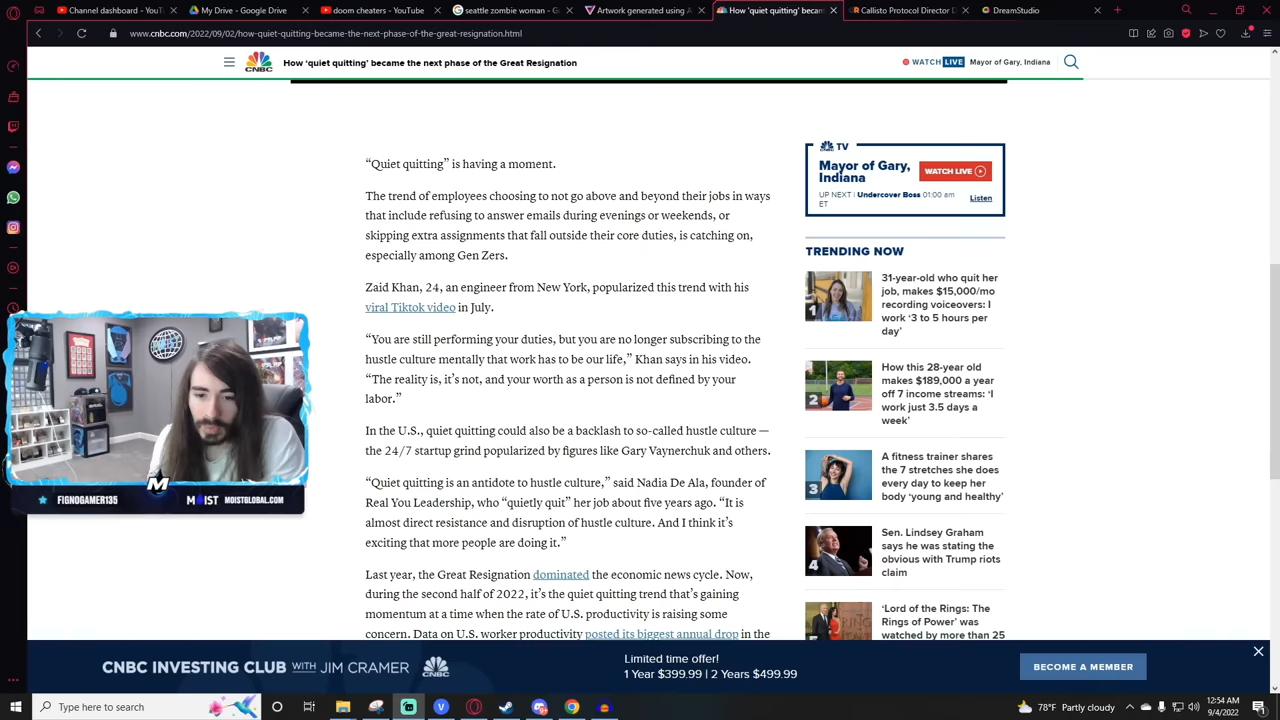 Channel dashboard - YouTu
My Drive - Google Drive
(30) YouTube
(30) doom cheaters - Yo
seattle zombie woman - G
Artwork generated
How 'quiet quitting' becam
Callisto Protocol Director
DreamStudio
www.cnbc.com/2022/09/02/how-quiet-quitting-became-the-next-phase-of-the-great-resignation.html
CNBC
How ‘quiet quitting’ became the next phase of the Great Resignation
WATCH LIVE Mayor of Gary, Indiana
“Quiet quitting” is having a moment.
The trend of employees choosing to not go above and beyond their jobs in ways
that include refusing to answer emails during evenings or weekends, or
skipping extra assignments that fall outside their core duties, is catching on,
especially among Gen Zers.
Zaid Khan, 24, an engineer from New York, popularized this trend with his
viral Tiktok video in July.
“You are still performing your duties, but you are no longer subscribing to the
hustle culture mentally that work has to be our life,” Khan says in his video.
“The reality is, it’s not, and your worth as a person is not defined by your
labor.”
In the U.S., quiet quitting could also be a backlash to so-called hustle culture —
the 24/7 startup grind popularized by figures like Gary Vaynerchuk and others.
“Quiet quitting is an antidote to hustle culture,” said Nadia De Ala, founder of
Real You Leadership, who “quietly quit” her job about five years ago. “It is
almost direct resistance and disruption of hustle culture. And I think it’s
exciting that more people are doing it.”
Last year, the Great Resignation dominated the economic news cycle. Now,
during the second half of 2022, it’s the quiet quitting trend that’s gaining
momentum at a time when the rate of U.S. productivity is raising some
concern. Data on U.S. worker productivity posted its biggest annual drop in the
TV
Mayor of Gary,
Indiana
WATCH LIVE
UP NEXT | Undercover Boss 01:00 am
ET
Listen
TRENDING NOW
1
31-year-old who quit her
job, makes $15,000/mo
recording voiceovers: I
work ‘3 to 5 hours per
day’
2
How this 28-year old
makes $189,000 a year
off 7 income streams: ‘I
work just 3.5 days a
week’
3
A fitness trainer shares
the 7 stretches she does
every day to keep her
body ‘young and healthy’
4
Sen. Lindsey Graham
says he was stating the
obvious with Trump riots
claim
‘Lord of the Rings: The
Rings of Power’ was
watched by more than 25
M
FIGNOGAMER135
MOIST MOISTGLOBAL.COM
CNBC INVESTING CLUB WITH JIM CRAMER
Limited time offer!
1 Year $399.99 | 2 Years $499.99
BECOME A MEMBER
Type here to search
78°F Partly cloudy
12:54 AM
9/4/2022